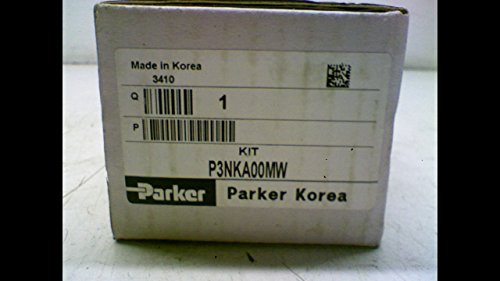 Made in Korea
3410
Q 1
P
KIT
P3NKA00MW
Parker Parker Korea